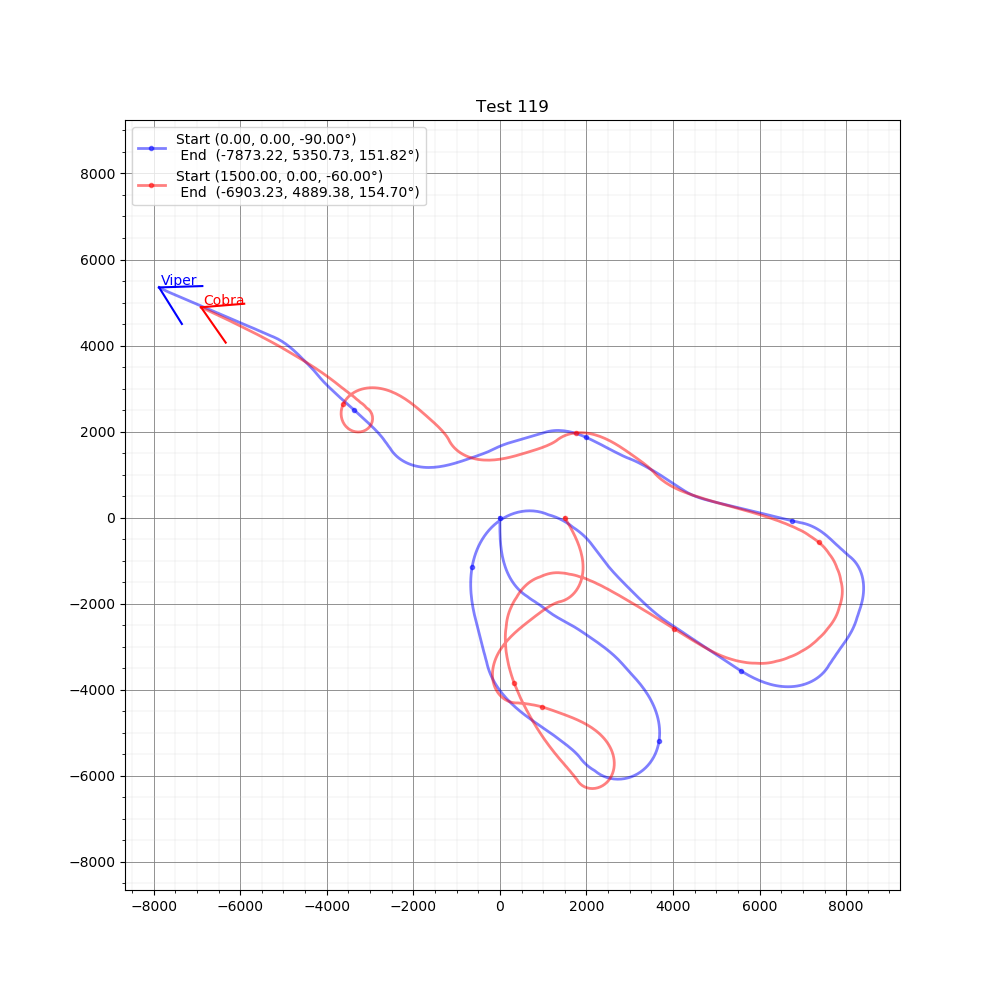 Test 119
Start (0.00, 0.00, -90.00°)
End  (-7873.22, 5350.73, 151.82°)
Start (1500.00, 0.00, -60.00°)
End  (-6903.23, 4889.38, 154.70°)
8000
6000
4000
2000
0
−2000
−4000
−6000
−8000
Viper
Cobra
−8000 −6000 −4000 −2000 0 2000 4000 6000 8000